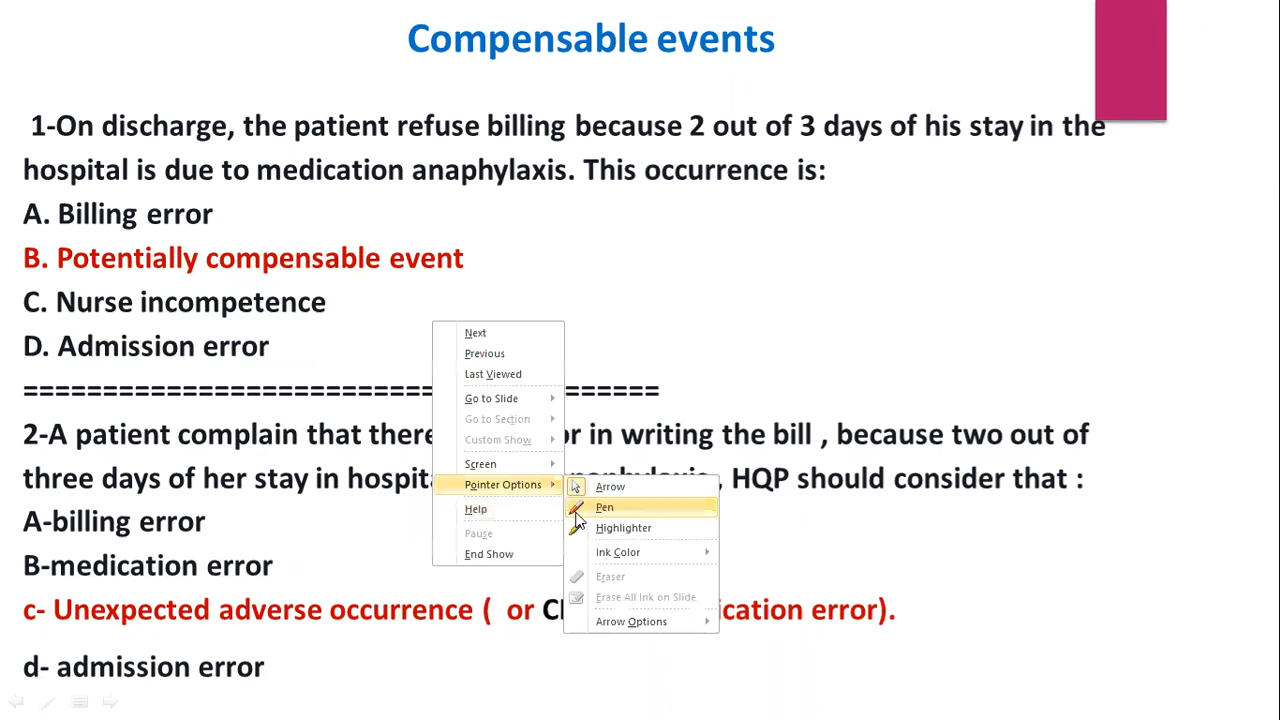 Compensable events
1-On discharge, the patient refuse billing because 2 out of 3 days of his stay in the
hospital is due to medication anaphylaxis. This occurrence is:
A. Billing error
B. Potentially compensable event
C. Nurse incompetence
D. Admission error
========================================
2-A patient complain that there or in writing the bill , because two out of
three days of her stay in hospit , HQP should consider that :
A-billing error
B-medication error
c- Unexpected adverse occurrence (  or ication error).
d- admission error
Next
Previous
Last Viewed
Go to Slide
Go to Section
Custom Show
Screen
Pointer Options
Help
Pause
End Show
Arrow
Pen
Highlighter
Ink Color
Eraser
Erase All Ink on Slide
Arrow Options